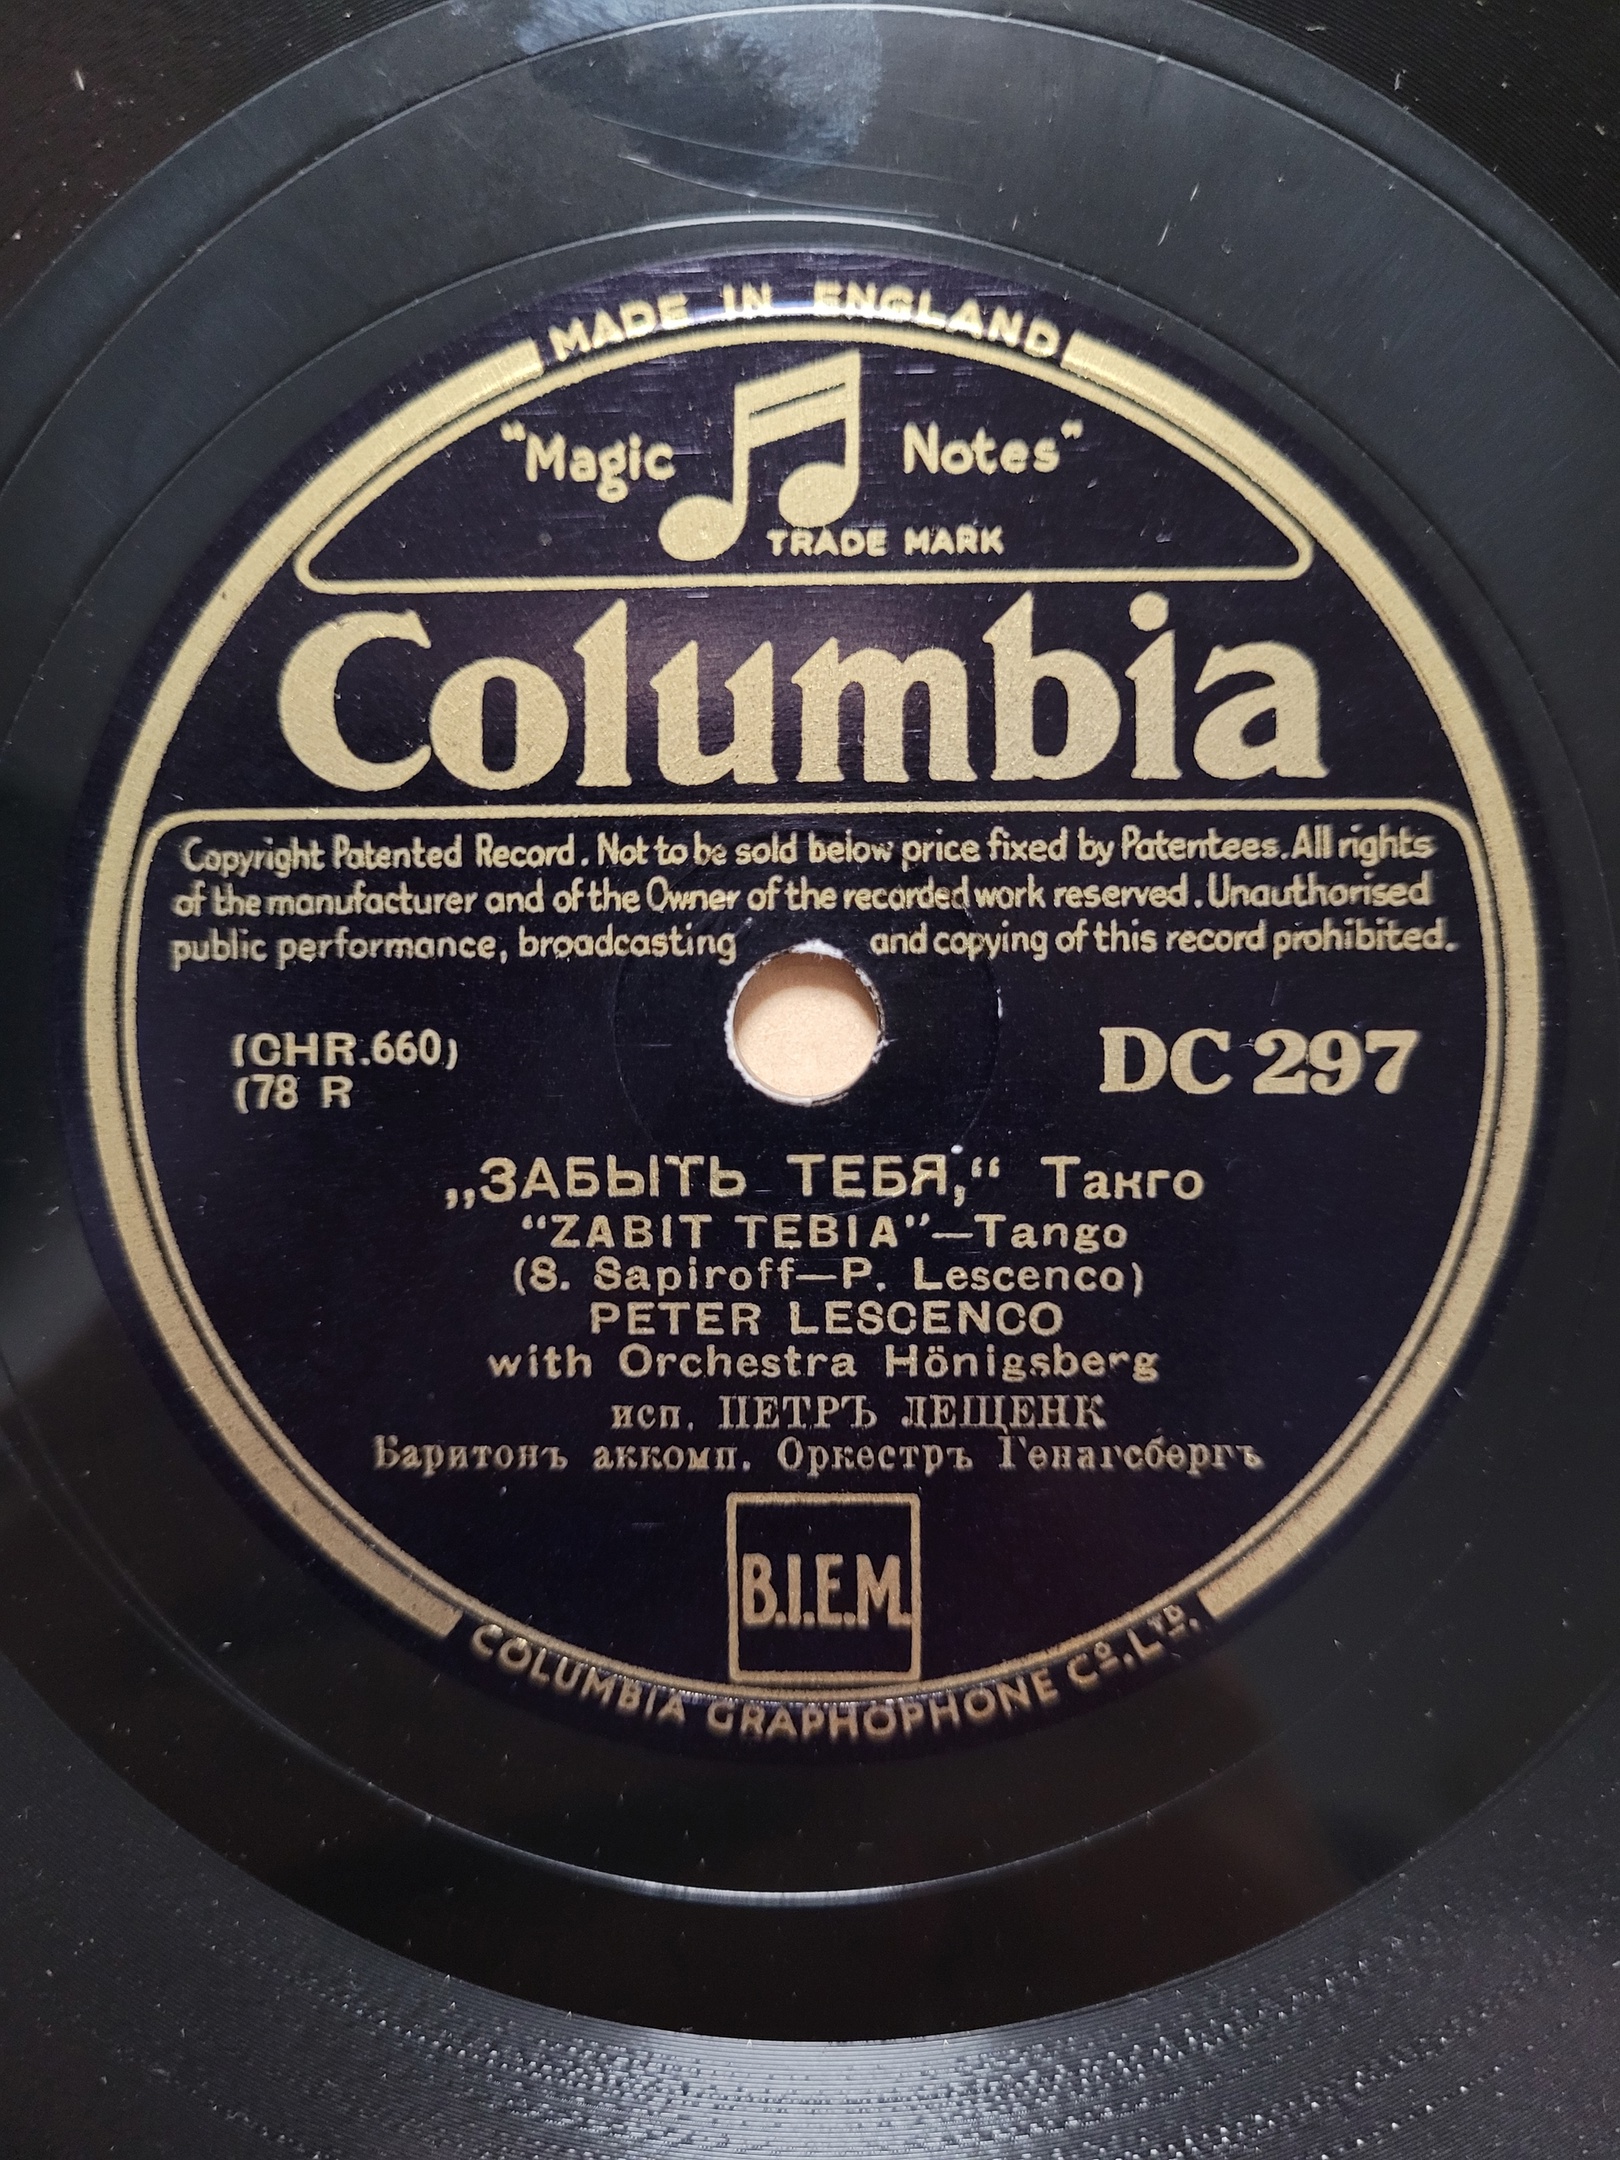 MADE IN ENGLAND
"Magic Notes"
TRADE MARK
Columbia
Copyright Patented Record. Not to be sold below price fixed by Patentees. All rights
of the manufacturer and of the Owner of the recorded work reserved. Unauthorised
public performance, broadcasting and copying of this record prohibited.
(CHR.660)
(78 R
DC 297
„ЗАБЫТЬ ТЕБЯ,“ Танго
"ZABIT TEBIA"—Tango
(S. Sapiroff—P. Lescenco)
PETER LESCENCO
with Orchestra Hönigsberg
исп. ПЕТРЪ ЛЕЩЕНК
Баритонъ аккомп. Оркестръ Генагсбергъ
B.I.E.M.
COLUMBIA GRAPHOPHONE Co. LTD.